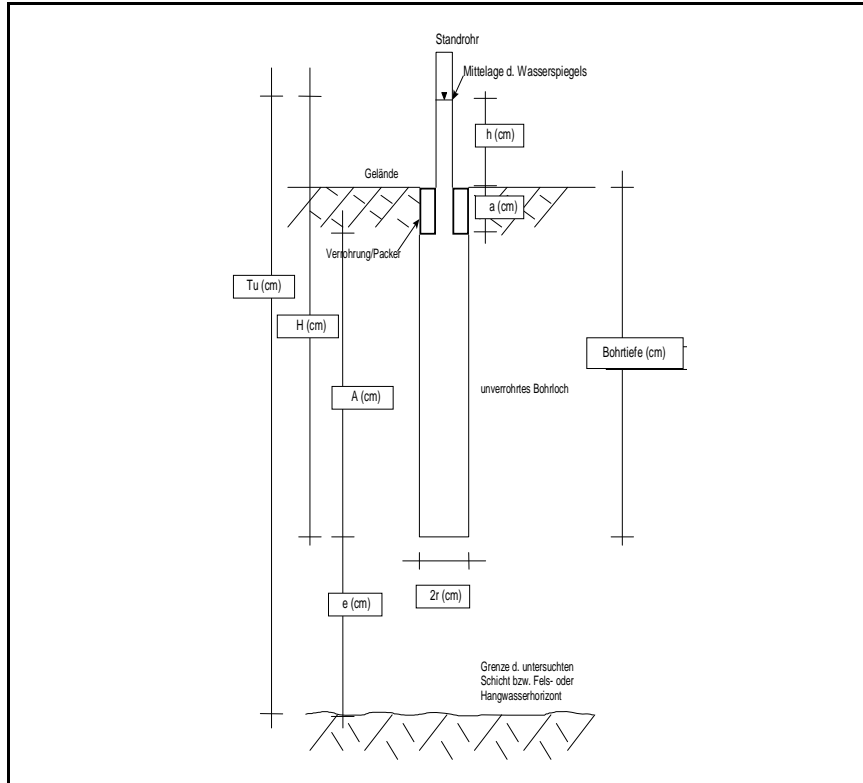 Standrohr
Mittelage d. Wasserspiegels
h (cm)
Gelände
a (cm)
Verrohrung/Packer
Tu (cm)
H (cm)
Bohrtiefe (cm)
A (cm)
unverrohrtes Bohrloch
2r (cm)
e (cm)
Grenze d. untersuchten
Schicht bzw. Fels- oder
Hangwasserhorizont